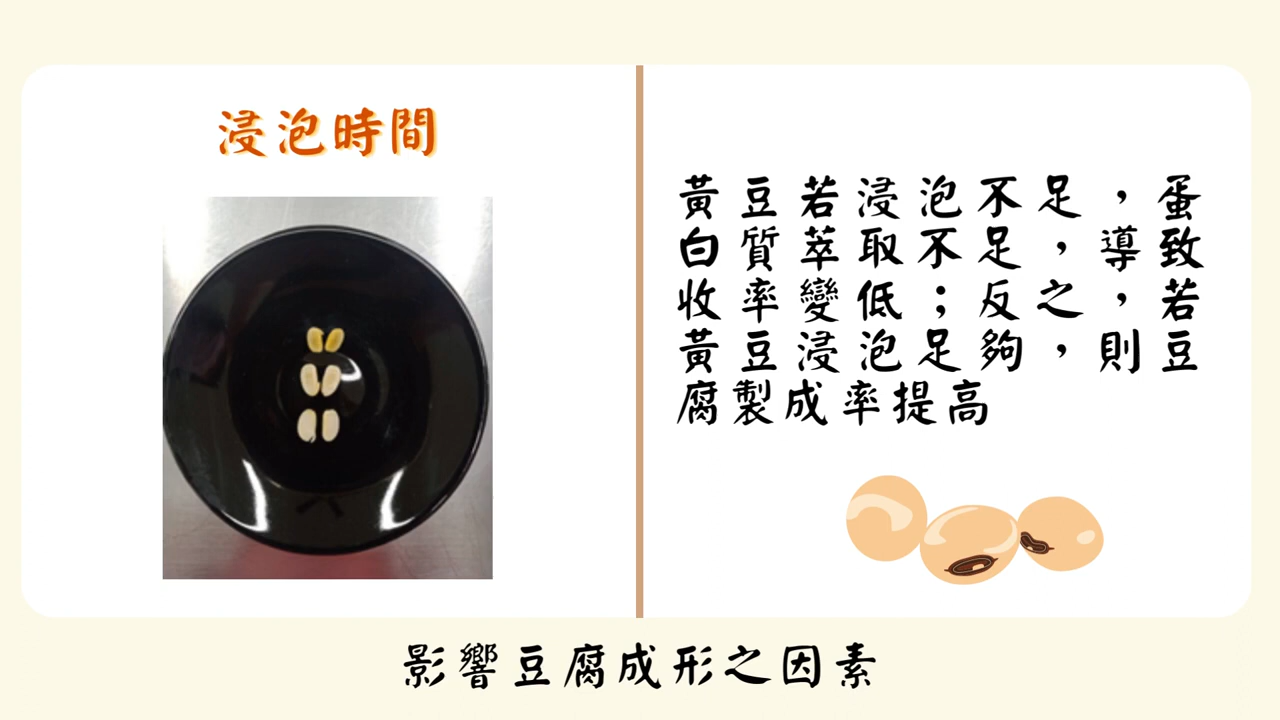 浸泡時間
黃豆若浸泡不足，蛋
白質萃取不足，導致
收率變低；反之，若
黃豆浸泡足夠，則豆
腐製成率提高
影響豆腐成形之因素